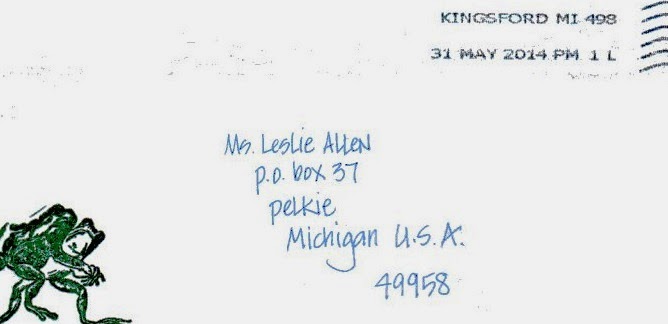 KINGSFORD MI 498
31 MAY 2014 PM 1 L
Ms. Leslie Allen
p.o. box 37
pelkie
Michigan U.S.A.
49958